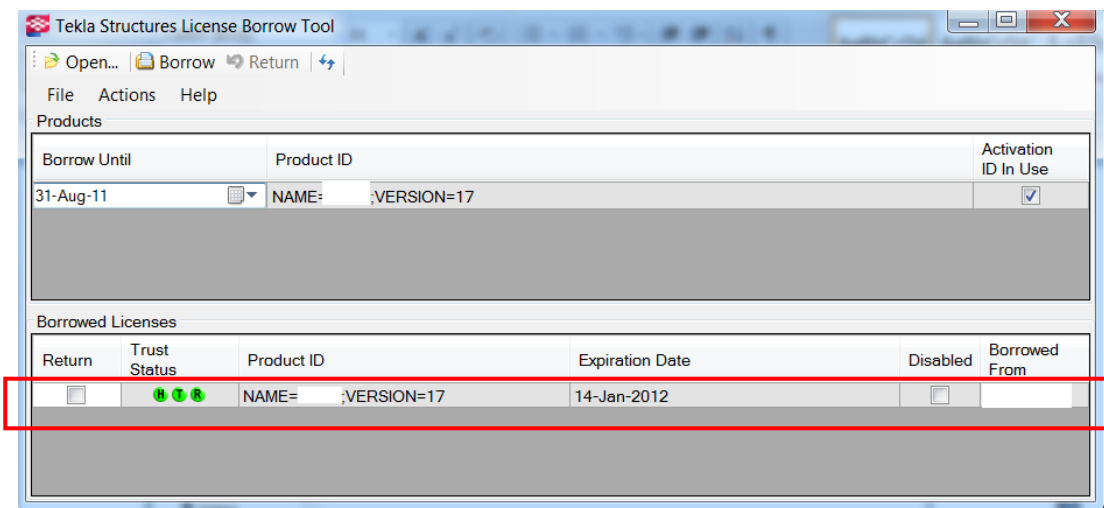 Tekla Structures License Borrow Tool
Open... Borrow Return
File Actions Help
Products
Borrow Until Product ID Activation ID In Use
31-Aug-11 NAME= ;VERSION=17
Borrowed Licenses
Return Trust Status Product ID Expiration Date Disabled Borrowed From
H T R NAME= ;VERSION=17 14-Jan-2012